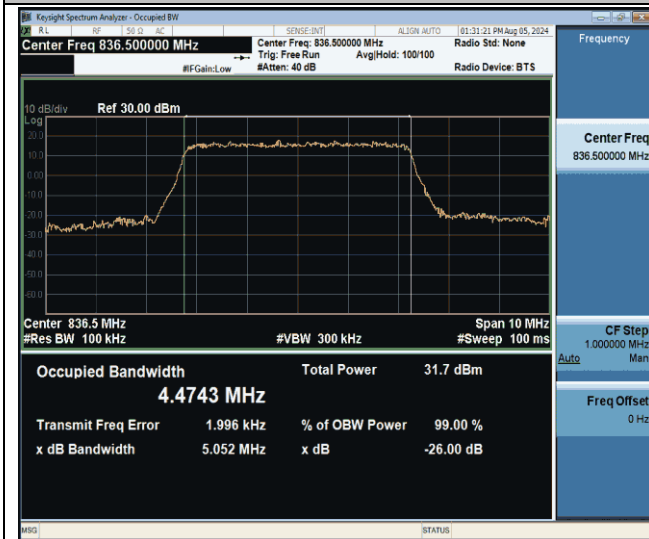 Keysight Spectrum Analyzer - Occupied BW
RL RF 50 Ω AC SENSE:INT ALIGN AUTO 01:31:21 PM Aug 05, 2024
Center Freq 836.500000 MHz
Center Freq: 836.500000 MHz Radio Std: None
Trig: Free Run Avg|Hold: 100/100
#IFGain:Low #Atten: 40 dB Radio Device: BTS
Frequency
10 dB/div Ref 30.00 dBm
Log
20.0
10.0
0.00
-10.0
-20.0
-30.0
-40.0
-50.0
-60.0
Center Freq
836.500000 MHz
Center 836.5 MHz Span 10 MHz
#Res BW 100 kHz #VBW 300 kHz #Sweep 100 ms
CF Step
1.000000 MHz
Auto Man
Occupied Bandwidth Total Power 31.7 dBm
4.4743 MHz
Transmit Freq Error 1.996 kHz % of OBW Power 99.00 %
x dB Bandwidth 5.052 MHz x dB -26.00 dB
Freq Offset
0 Hz
MSG STATUS